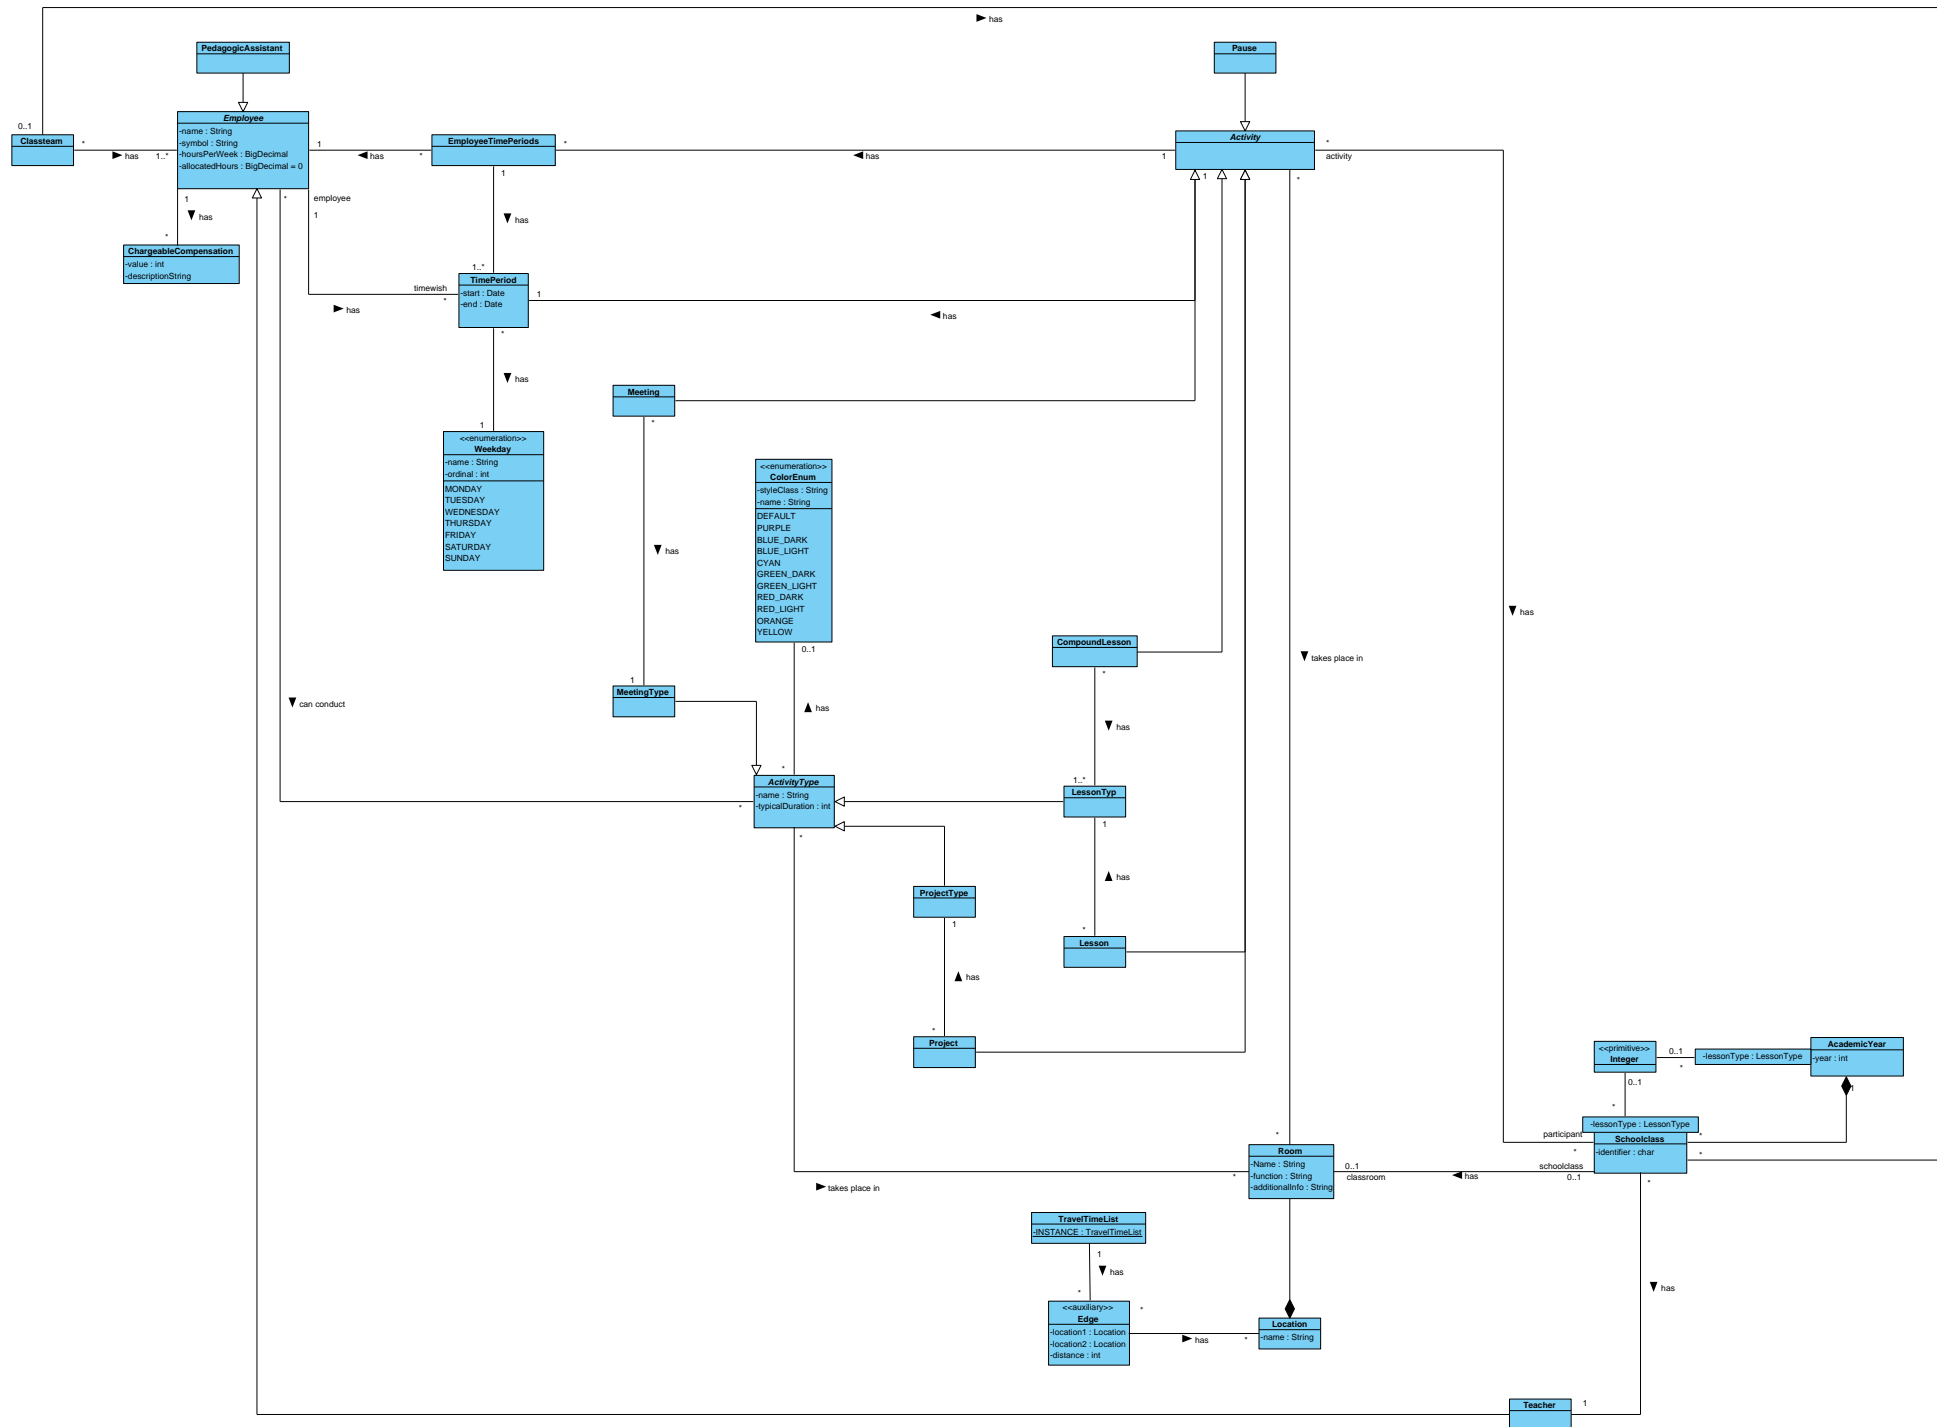 has
PedagogicAssistant
Pause
Employee
-name : String
-symbol : String
-hoursPerWeek : BigDecimal
-allocatedHours : BigDecimal = 0
0..1
Classteam
*
has
1..*
1
has
*
EmployeeTimePeriods
*
has
1
Activity
*
activity
1
has
*
employee
1
1
has
*
1
ChargeableCompensation
-value : int
-descriptionString
1..*
TimePeriod
-start : Date
-end : Date
timewish
*
has
1
has
*
has
1
Meeting
*
<<enumeration>>
Weekday
-name : String
-ordinal : int
MONDAY
TUESDAY
WEDNESDAY
THURSDAY
FRIDAY
SATURDAY
SUNDAY
<<enumeration>>
ColorEnum
-styleClass : String
-name : String
DEFAULT
PURPLE
BLUE_DARK
BLUE_LIGHT
CYAN
GREEN_DARK
GREEN_LIGHT
RED_DARK
RED_LIGHT
ORANGE
YELLOW
0..1
has
has
CompoundLesson
*
takes place in
1
MeetingType
can conduct
has
has
*
ActivityType
-name : String
-typicalDuration : int
*
*
1..*
LessonTyp
1
has
ProjectType
1
*
Lesson
has
*
Project
<<primitive>>
Integer
0..1
*
-lessonType : LessonType
AcademicYear
-year : int
0..1
1
*
-lessonType : LessonType
Schoolclass
-identifier : char
participant
*
*
*
*
schoolclass
0..1
has
*
Room
-Name : String
-function : String
-additionalInfo : String
0..1
classroom
*
takes place in
TravelTimeList
-INSTANCE : TravelTimeList
1
has
*
<<auxiliary>>
Edge
-location1 : Location
-location2 : Location
-distance : int
*
has
*
Location
-name : String
has
Teacher
1